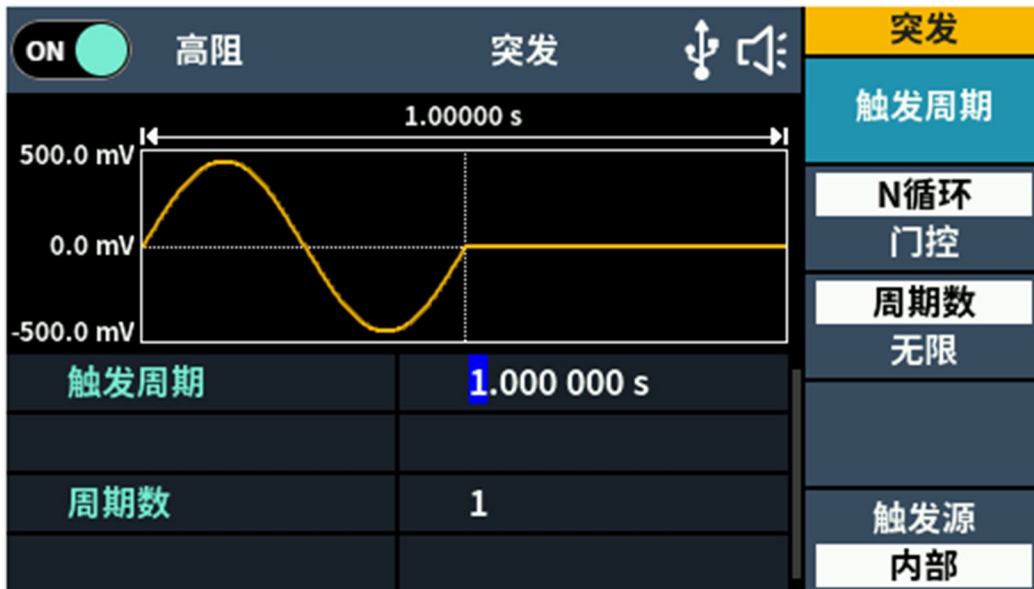 ON 高阻 突发
1.00000 s
500.0 mV
0.0 mV
-500.0 mV
触发周期 1.000 000 s
周期数 1
突发
触发周期
N循环
门控
周期数
无限
触发源
内部